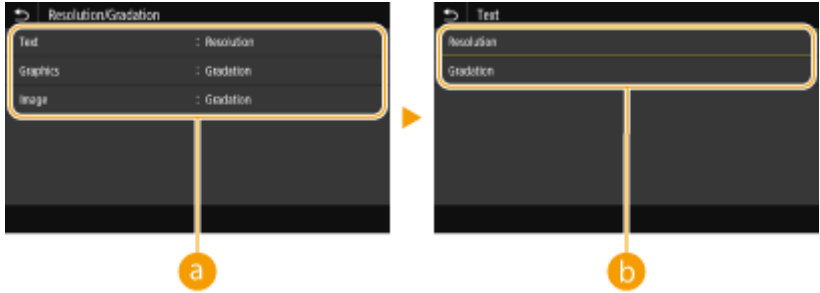 Resolution/Gradation
Text : Resolution
Graphics : Gradation
Image : Gradation
a
Text
Resolution
Gradation
b